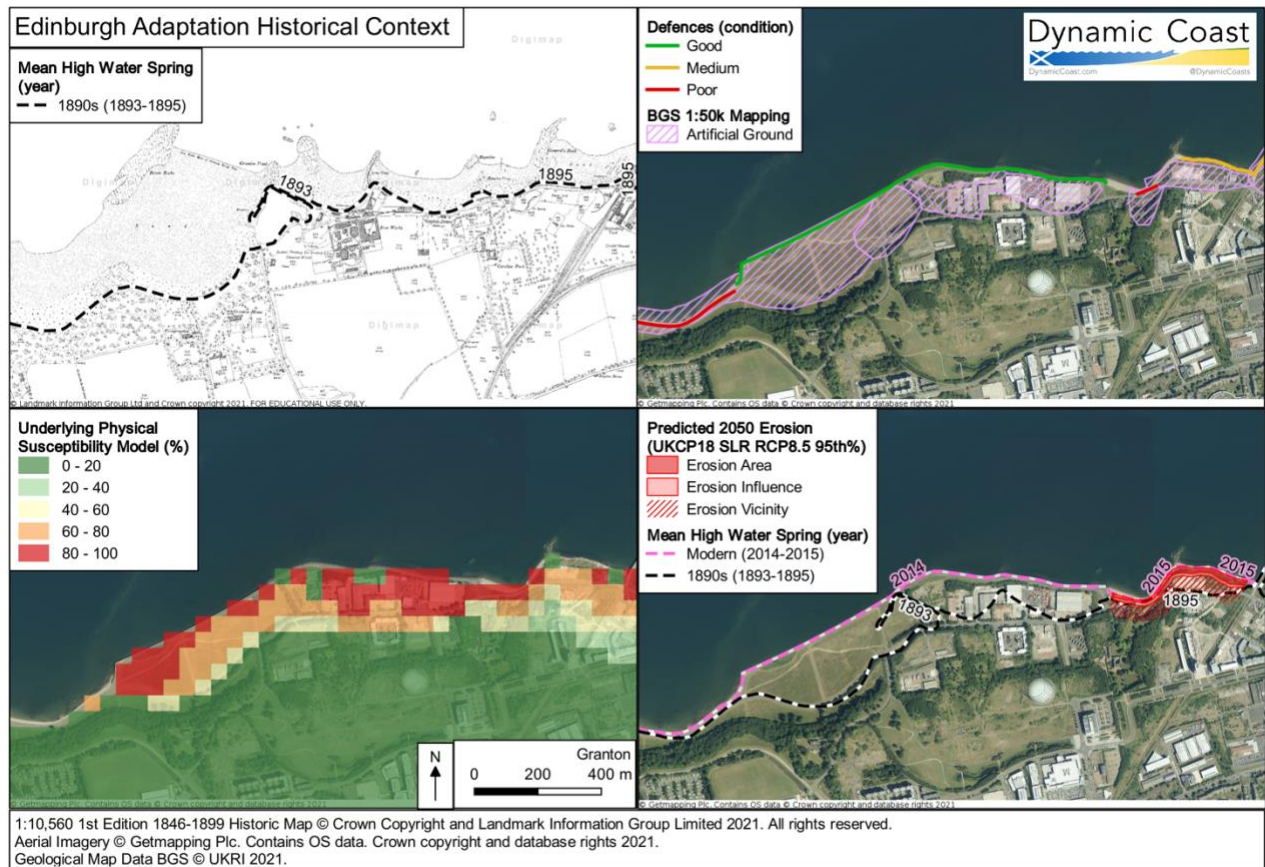 Edinburgh Adaptation Historical Context
Mean High Water Spring
(year)
1890s (1893-1895)
Digimap
Digimap
Digimap
Digimap
Digimap
1893
1895
1895
© Landmark Information Group Ltd and Crown copyright 2021. FOR EDUCATIONAL USE ONLY.
Defences (condition)
Good
Medium
Poor
BGS 1:50k Mapping
Artificial Ground
Dynamic Coast
DynamicCoast.com
@DynamicCoasts
© Getmapping Plc. Contains OS data © Crown copyright and database rights 2021
Underlying Physical
Susceptibility Model (%)
0 - 20
20 - 40
40 - 60
60 - 80
80 - 100
N
Granton
0 200 400 m
© Getmapping Plc. Contains OS data © Crown copyright and database rights 2021
Predicted 2050 Erosion
(UKCP18 SLR RCP8.5 95th%)
Erosion Area
Erosion Influence
Erosion Vicinity
Mean High Water Spring (year)
Modern (2014-2015)
1890s (1893-1895)
2014
1893
2015
1895
2015
© Getmapping Plc. Contains OS data © Crown copyright and database rights 2021
1:10,560 1st Edition 1846-1899 Historic Map © Crown Copyright and Landmark Information Group Limited 2021. All rights reserved.
Aerial Imagery © Getmapping Plc. Contains OS data. Crown copyright and database rights 2021.
Geological Map Data BGS © UKRI 2021.